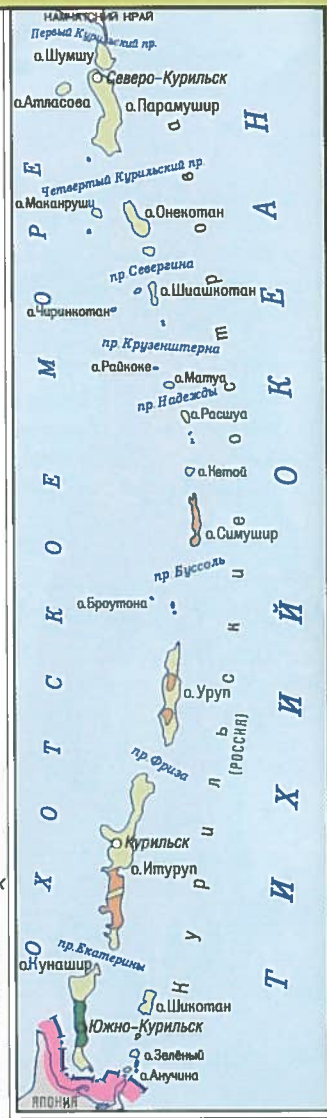 КАМЧАТСКИЙ КРАЙ
Первый Курильский пр.
о.Шумшу
Северо-Курильск
о.Атласова
о.Парамушир
Четвертый Курильский пр.
о.Маканруши
о.Онекотан
пр.Севергина
о.Шиашкотан
о.Чиринкотан
пр.Крузенштерна
о.Райкоке
о.Матуа
пр.Надежды
о.Расшуа
о.Кетой
о.Симушир
пр.Буссоль
о.Броутона
о.Уруп
(РОССИЯ)
пр.Фриза
Курильск
о.Итуруп
пр.Екатерины
о.Кунашир
о.Шикотан
Южно-Курильск
о.Зелёный
о.Анучина
ЯПОНИЯ
ОХОТСКОЕ МОРЕ
Курильские острова
ТИХИЙ ОКЕАН